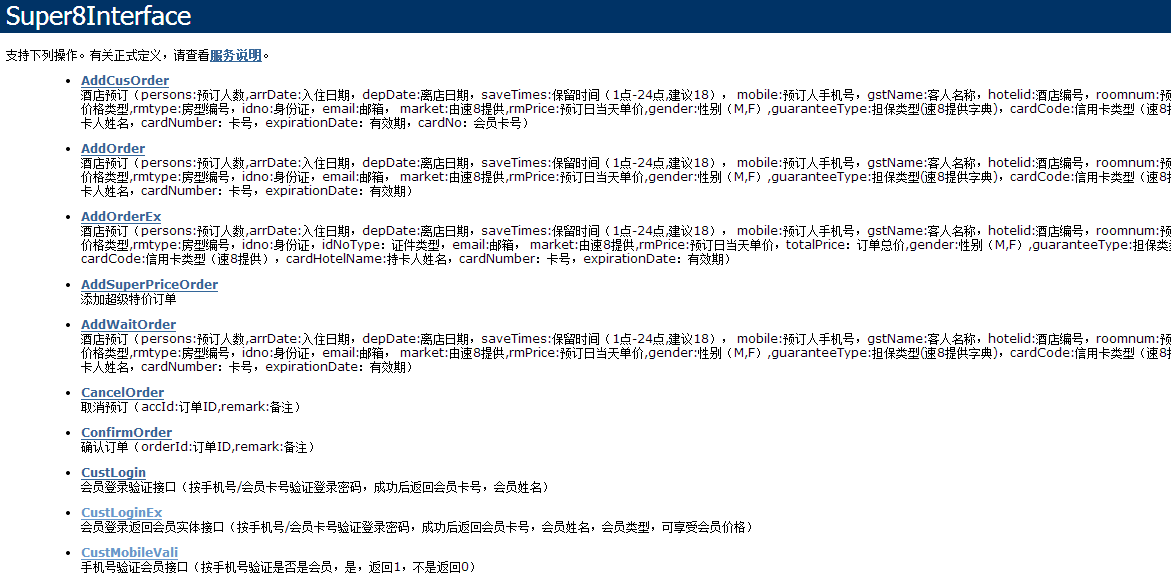 Super8Interface
支持下列操作。有关正式定义，请查看服务说明。
AddCusOrder
酒店预订（persons:预订人数,arrDate:入住日期，depDate:离店日期，saveTimes:保留时间（1点-24点,建议18）， mobile:预订人手机号，gstName:客人名称，hotelid:酒店编号，roomnum:预
价格类型,rmtype:房型编号，idno:身份证，email:邮箱， market:由速8提供,rmPrice:预订日当天单价,gender:性别（M,F）,guaranteeType:担保类型(速8提供字典)，cardCode:信用卡类型（速8
卡人姓名，cardNumber：卡号，expirationDate：有效期，cardNo：会员卡号）
AddOrder
酒店预订（persons:预订人数,arrDate:入住日期，depDate:离店日期，saveTimes:保留时间（1点-24点,建议18）， mobile:预订人手机号，gstName:客人名称，hotelid:酒店编号，roomnum:预
价格类型,rmtype:房型编号，idno:身份证，email:邮箱， market:由速8提供,rmPrice:预订日当天单价,gender:性别（M,F）,guaranteeType:担保类型(速8提供字典)，cardCode:信用卡类型（速8
卡人姓名，cardNumber：卡号，expirationDate：有效期）
AddOrderEx
酒店预订（persons:预订人数,arrDate:入住日期，depDate:离店日期，saveTimes:保留时间（1点-24点,建议18）， mobile:预订人手机号，gstName:客人名称，hotelid:酒店编号，roomnum:预
价格类型,rmtype:房型编号，idno:身份证，idNoType：证件类型，email:邮箱， market:由速8提供,rmPrice:预订日当天单价，totalPrice：订单总价,gender:性别（M,F）,guaranteeType:担保类
cardCode:信用卡类型（速8提供），cardHotelName:持卡人姓名，cardNumber：卡号，expirationDate：有效期）
AddSuperPriceOrder
添加超级特价订单
AddWaitOrder
酒店预订（persons:预订人数,arrDate:入住日期，depDate:离店日期，saveTimes:保留时间（1点-24点,建议18）， mobile:预订人手机号，gstName:客人名称，hotelid:酒店编号，roomnum:预
价格类型,rmtype:房型编号，idno:身份证，email:邮箱， market:由速8提供,rmPrice:预订日当天单价,gender:性别（M,F）,guaranteeType:担保类型(速8提供字典)，cardCode:信用卡类型（速8
卡人姓名，cardNumber：卡号，expirationDate：有效期）
CancelOrder
取消预订（accId:订单ID,remark:备注）
ConfirmOrder
确认订单（orderId:订单ID,remark:备注）
CustLogin
会员登录验证接口（按手机号/会员卡号验证登录密码，成功后返回会员卡号，会员姓名）
CustLoginEx
会员登录返回会员实体接口（按手机号/会员卡号验证登录密码，成功后返回会员卡号，会员姓名，会员类型，可享受会员价格）
CustMobileVali
手机号验证会员接口（按手机号验证是否是会员，是，返回1，不是返回0）